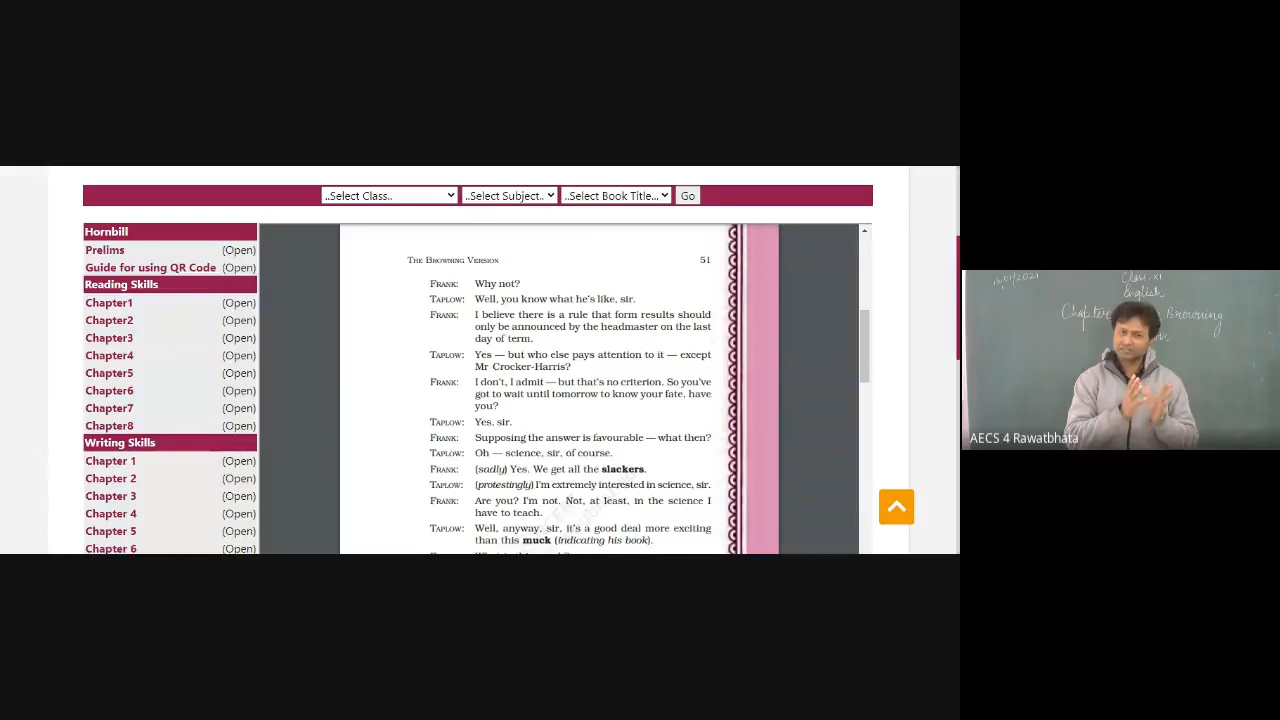 ..Select Class.. ..Select Subject.. ..Select Book Title... Go
Hornbill
Prelims (Open)
Guide for using QR Code (Open)
Reading Skills
Chapter1 (Open)
Chapter2 (Open)
Chapter3 (Open)
Chapter4 (Open)
Chapter5 (Open)
Chapter6 (Open)
Chapter7 (Open)
Chapter8 (Open)
Writing Skills
Chapter 1 (Open)
Chapter 2 (Open)
Chapter 3 (Open)
Chapter 4 (Open)
Chapter 5 (Open)
Chapter 6 (Open)
The Browning Version 51
Frank: Why not?
Taplow: Well, you know what he's like, sir.
Frank: I believe there is a rule that form results should
only be announced by the headmaster on the last
day of term.
Taplow: Yes — but who else pays attention to it — except
Mr Crocker-Harris?
Frank: I don't, I admit — but that's no criterion. So you've
got to wait until tomorrow to know your fate, have
you?
Taplow: Yes, sir.
Frank: Supposing the answer is favourable — what then?
Taplow: Oh — science, sir, of course.
Frank: (sadly) Yes. We get all the slackers.
Taplow: (protestingly) I'm extremely interested in science, sir.
Frank: Are you? I'm not. Not, at least, in the science I
have to teach.
Taplow: Well, anyway, sir, it's a good deal more exciting
than this muck (indicating his book).
Class-XI
English
Chapter Browning
AECS 4 Rawatbhata